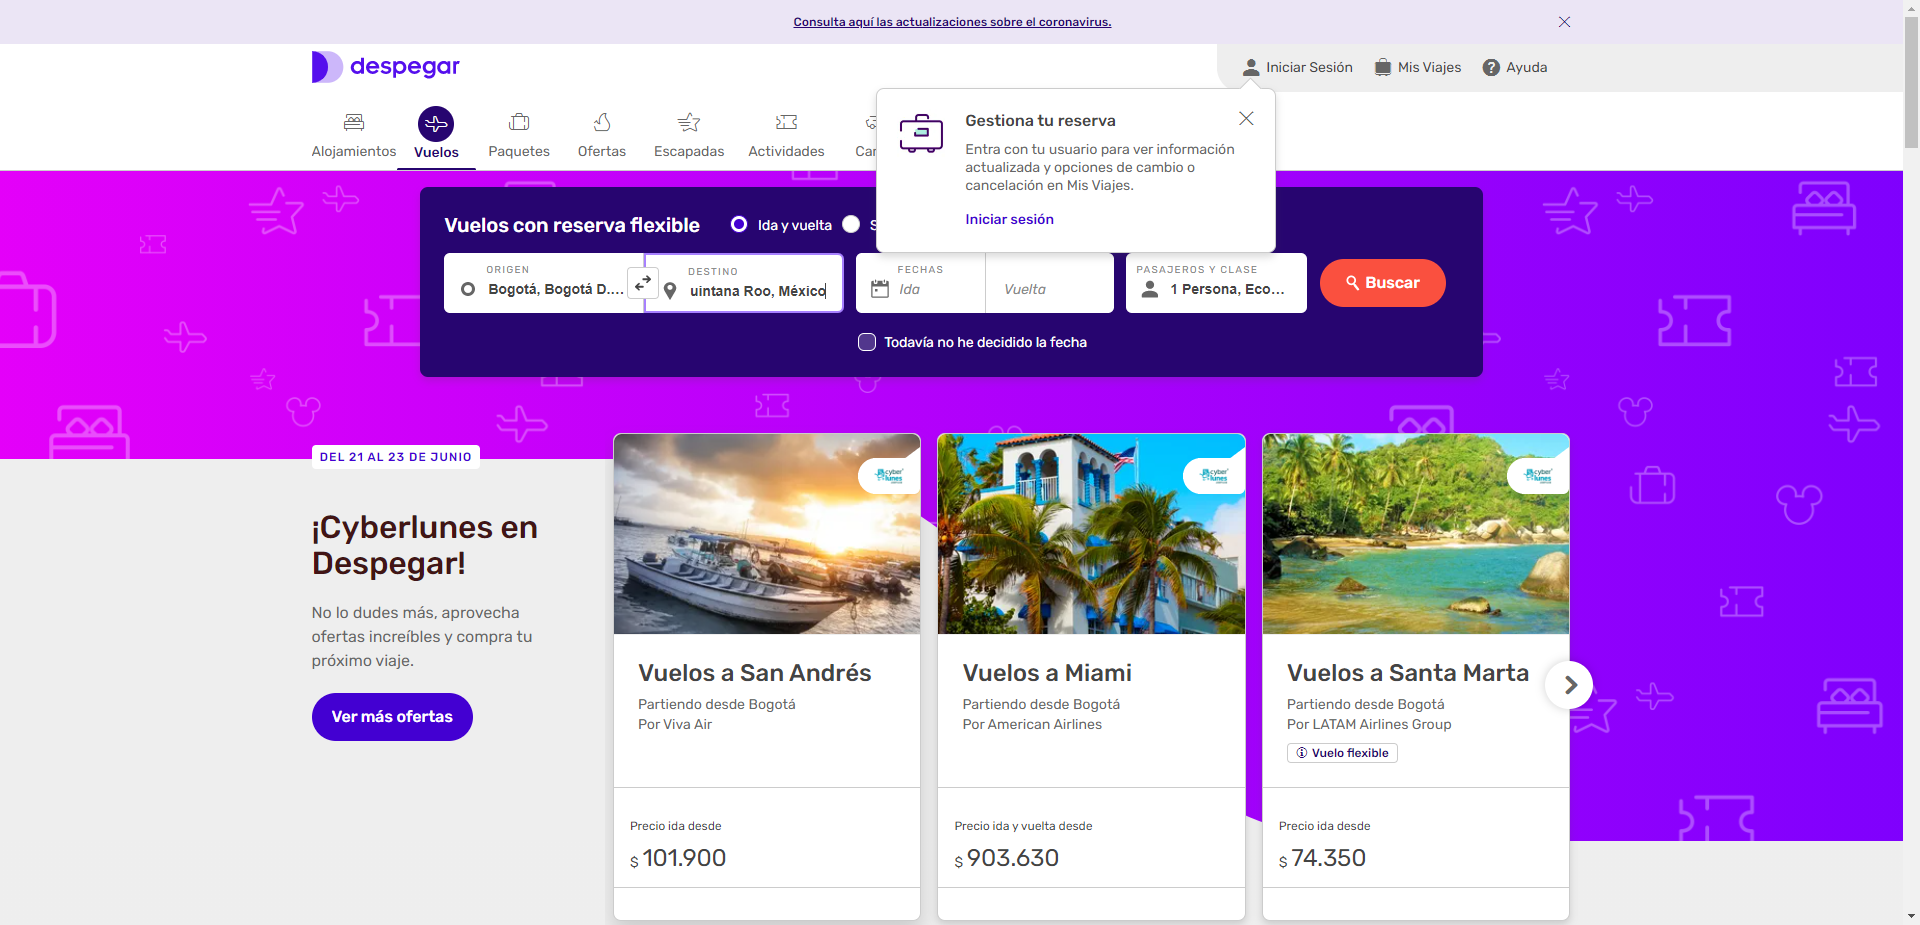 Consulta aquí las actualizaciones sobre el coronavirus.
despegar
Iniciar Sesión
Mis Viajes
Ayuda
Alojamientos
Vuelos
Paquetes
Ofertas
Escapadas
Actividades
Gestiona tu reserva
Entra con tu usuario para ver información
actualizada y opciones de cambio o
cancelación en Mis Viajes.
Iniciar sesión
Vuelos con reserva flexible
Ida y vuelta
ORIGEN
Bogotá, Bogotá D....
DESTINO
uintana Roo, México
FECHAS
Ida
Vuelta
PASAJEROS Y CLASE
1 Persona, Eco...
Buscar
Todavía no he decidido la fecha
DEL 21 AL 23 DE JUNIO
¡Cyberlunes en
Despegar!
No lo dudes más, aprovecha
ofertas increíbles y compra tu
próximo viaje.
Ver más ofertas
cyber
lunes
Vuelos a San Andrés
Partiendo desde Bogotá
Por Viva Air
Precio ida desde
$ 101.900
cyber
lunes
Vuelos a Miami
Partiendo desde Bogotá
Por American Airlines
Precio ida y vuelta desde
$ 903.630
cyber
lunes
Vuelos a Santa Marta
Partiendo desde Bogotá
Por LATAM Airlines Group
Vuelo flexible
Precio ida desde
$ 74.350